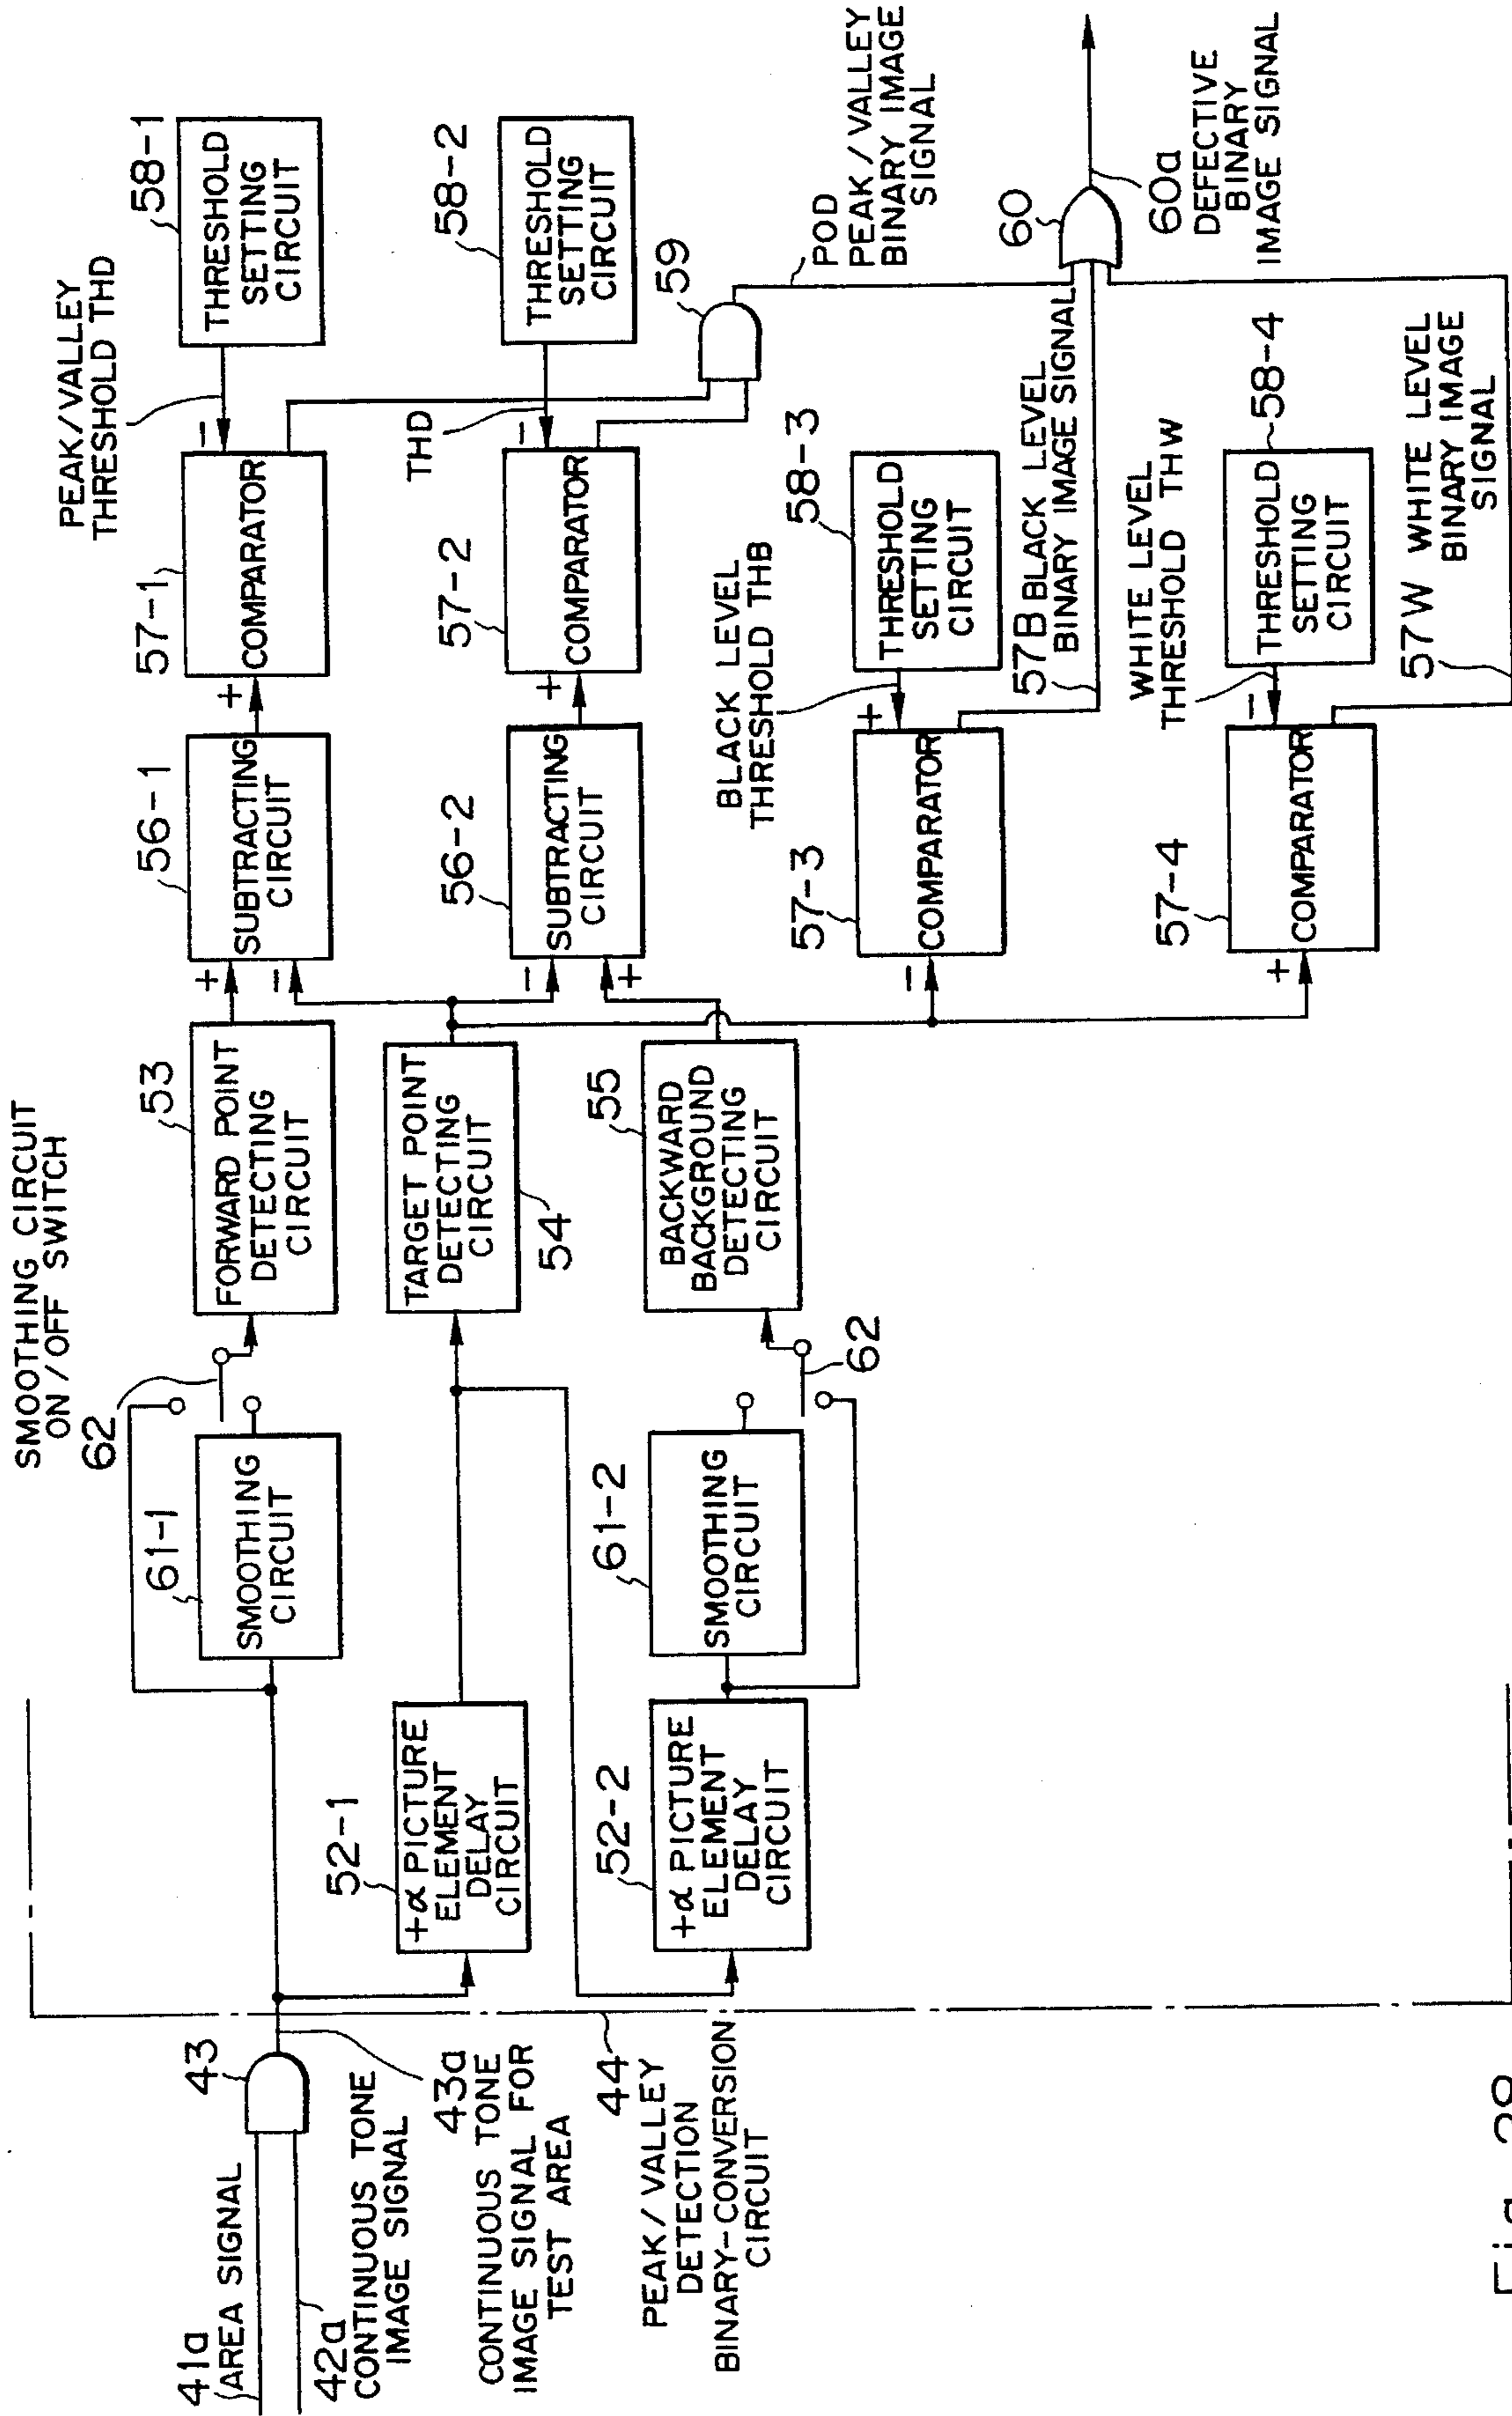 41a
AREA SIGNAL
42a
CONTINUOUS TONE
IMAGE SIGNAL
43
43a
CONTINUOUS TONE
IMAGE SIGNAL FOR
TEST AREA
44
PEAK/VALLEY
DETECTION
BINARY-CONVERSION
CIRCUIT
SMOOTHING CIRCUIT
ON/OFF SWITCH
62
61-1
SMOOTHING
CIRCUIT
52-1
+α PICTURE
ELEMENT
DELAY
CIRCUIT
52-2
+α PICTURE
ELEMENT
DELAY
CIRCUIT
61-2
SMOOTHING
CIRCUIT
62
53
FORWARD POINT
DETECTING
CIRCUIT
TARGET POINT
DETECTING
CIRCUIT
54
55
BACKWARD
BACKGROUND
DETECTING
CIRCUIT
56-1
+
−
SUBTRACTING
CIRCUIT
56-2
−
+
SUBTRACTING
CIRCUIT
PEAK/VALLEY
THRESHOLD THD
57-1
+
COMPARATOR
−
58-1
THRESHOLD
SETTING
CIRCUIT
THD
57-2
+
COMPARATOR
−
58-2
THRESHOLD
SETTING
CIRCUIT
59
POD
PEAK/VALLEY
BINARY IMAGE
SIGNAL
BLACK LEVEL
THRESHOLD THB
57-3
−
COMPARATOR
+
58-3
THRESHOLD
SETTING
CIRCUIT
57B BLACK LEVEL
BINARY IMAGE SIGNAL
WHITE LEVEL
THRESHOLD THW
57-4
+
COMPARATOR
−
58-4
THRESHOLD
SETTING
CIRCUIT
57W WHITE LEVEL
BINARY IMAGE
SIGNAL
60
60a
DEFECTIVE
BINARY
IMAGE SIGNAL
Fig. 28